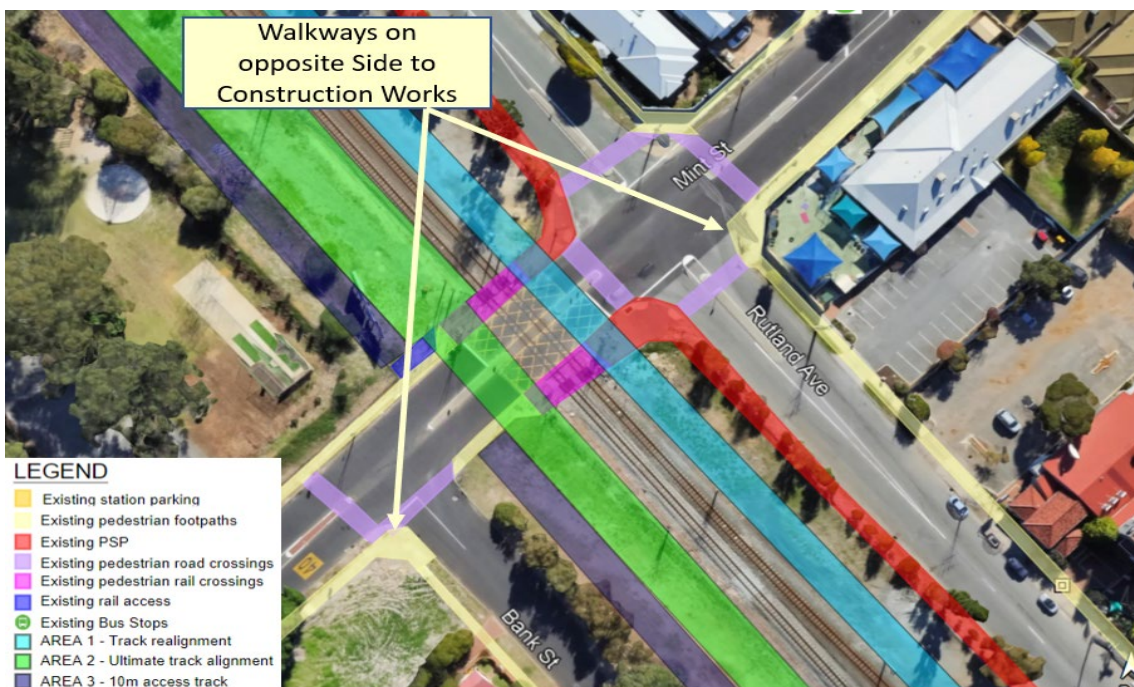 Walkways on
opposite Side to
Construction Works
Mint St
Rutland Ave
Bank St
LEGEND
Existing station parking
Existing pedestrian footpaths
Existing PSP
Existing pedestrian road crossings
Existing pedestrian rail crossings
Existing rail access
Existing Bus Stops
AREA 1 - Track realignment
AREA 2 - Ultimate track alignment
AREA 3 - 10m access track